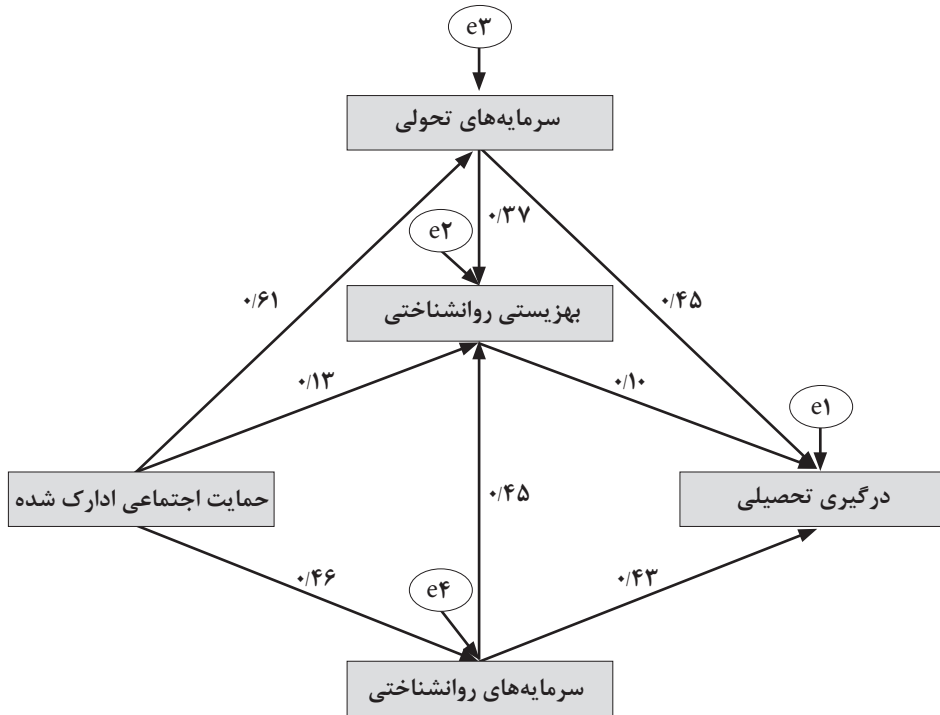 e۳
سرمایه‌های تحولی
۰/۳۷
e۲
۰/۶۱
۰/۴۵
بهزیستی روانشناختی
۰/۱۳
۰/۱۰
e۱
حمایت اجتماعی ادارک شده
۰/۴۵
درگیری تحصیلی
۰/۴۶
e۴
۰/۴۳
سرمایه‌های روانشناختی